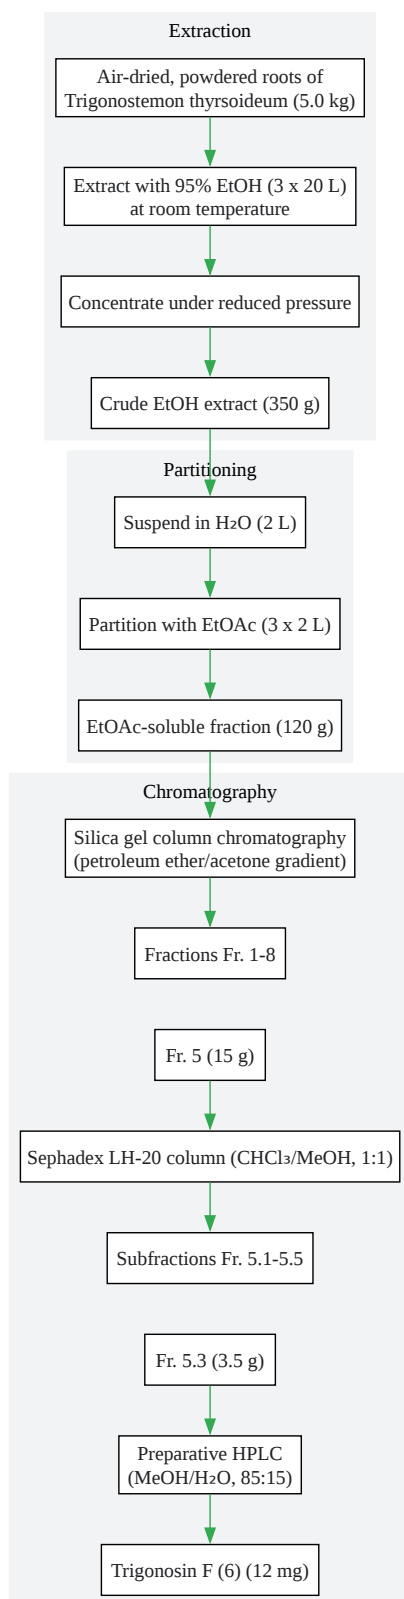 Extraction
Air-dried, powdered roots of
Trigonostemon thyrsoideum (5.0 kg)
Extract with 95% EtOH (3 x 20 L)
at room temperature
Concentrate under reduced pressure
Crude EtOH extract (350 g)
Partitioning
Suspend in H₂O (2 L)
Partition with EtOAc (3 x 2 L)
EtOAc-soluble fraction (120 g)
Chromatography
Silica gel column chromatography
(petroleum ether/acetone gradient)
Fractions Fr. 1-8
Fr. 5 (15 g)
Sephadex LH-20 column (CHCl₃/MeOH, 1:1)
Subfractions Fr. 5.1-5.5
Fr. 5.3 (3.5 g)
Preparative HPLC
(MeOH/H₂O, 85:15)
Trigonosin F (6) (12 mg)